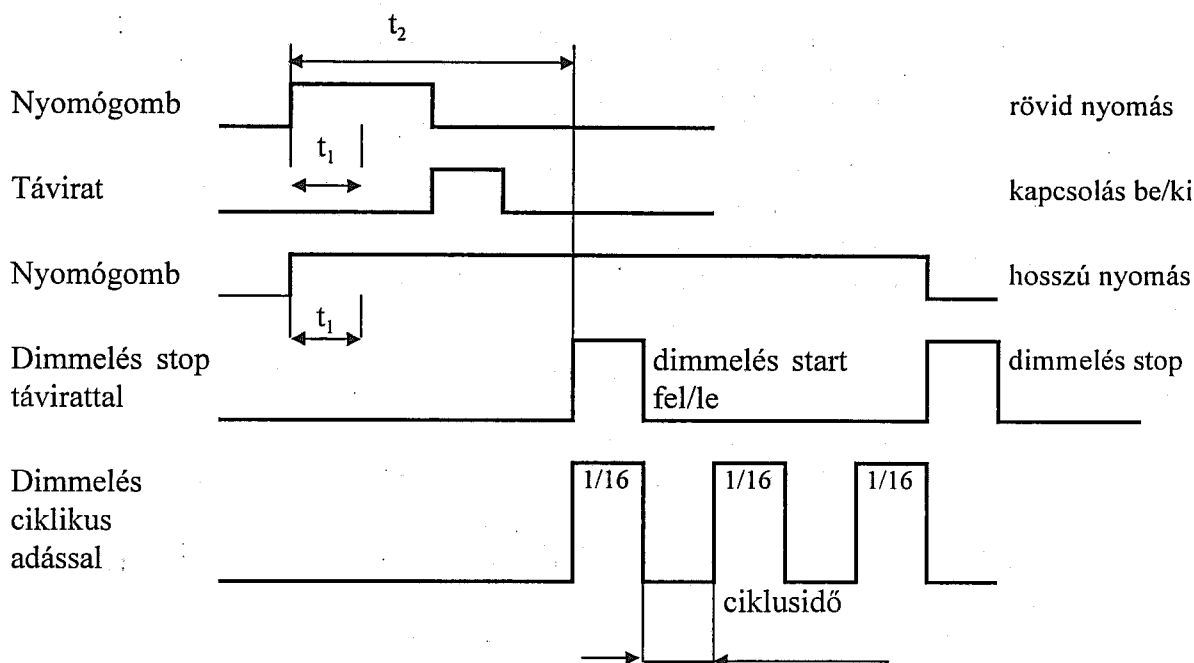 t₂
Nyomógomb
rövid nyomás
t₁
Távirat
kapcsolás be/ki
Nyomógomb
hosszú nyomás
t₁
Dimmelés stop
távirattal
dimmelés start
fel/le
dimmelés stop
Dimmelés
ciklikus
adással
1/16
1/16
1/16
ciklusidő